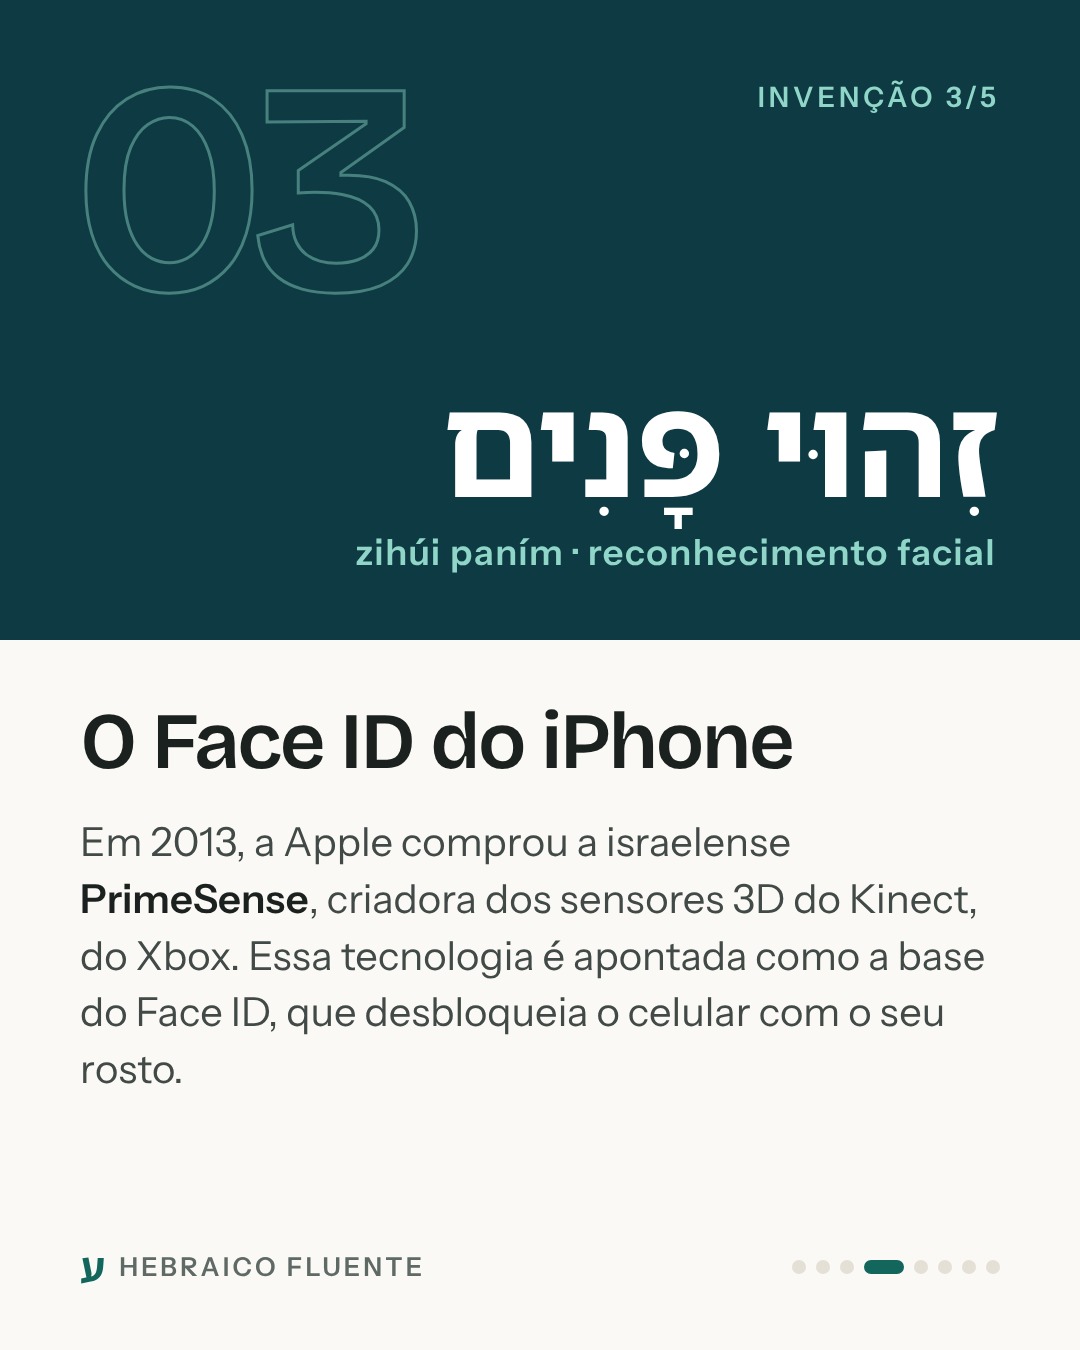 03
INVENÇÃO 3/5
זִהוּי פָּנִים
zihúi paním · reconhecimento facial
O Face ID do iPhone
Em 2013, a Apple comprou a israelense
PrimeSense, criadora dos sensores 3D do Kinect,
do Xbox. Essa tecnologia é apontada como a base
do Face ID, que desbloqueia o celular com o seu
rosto.
ע HEBRAICO FLUENTE